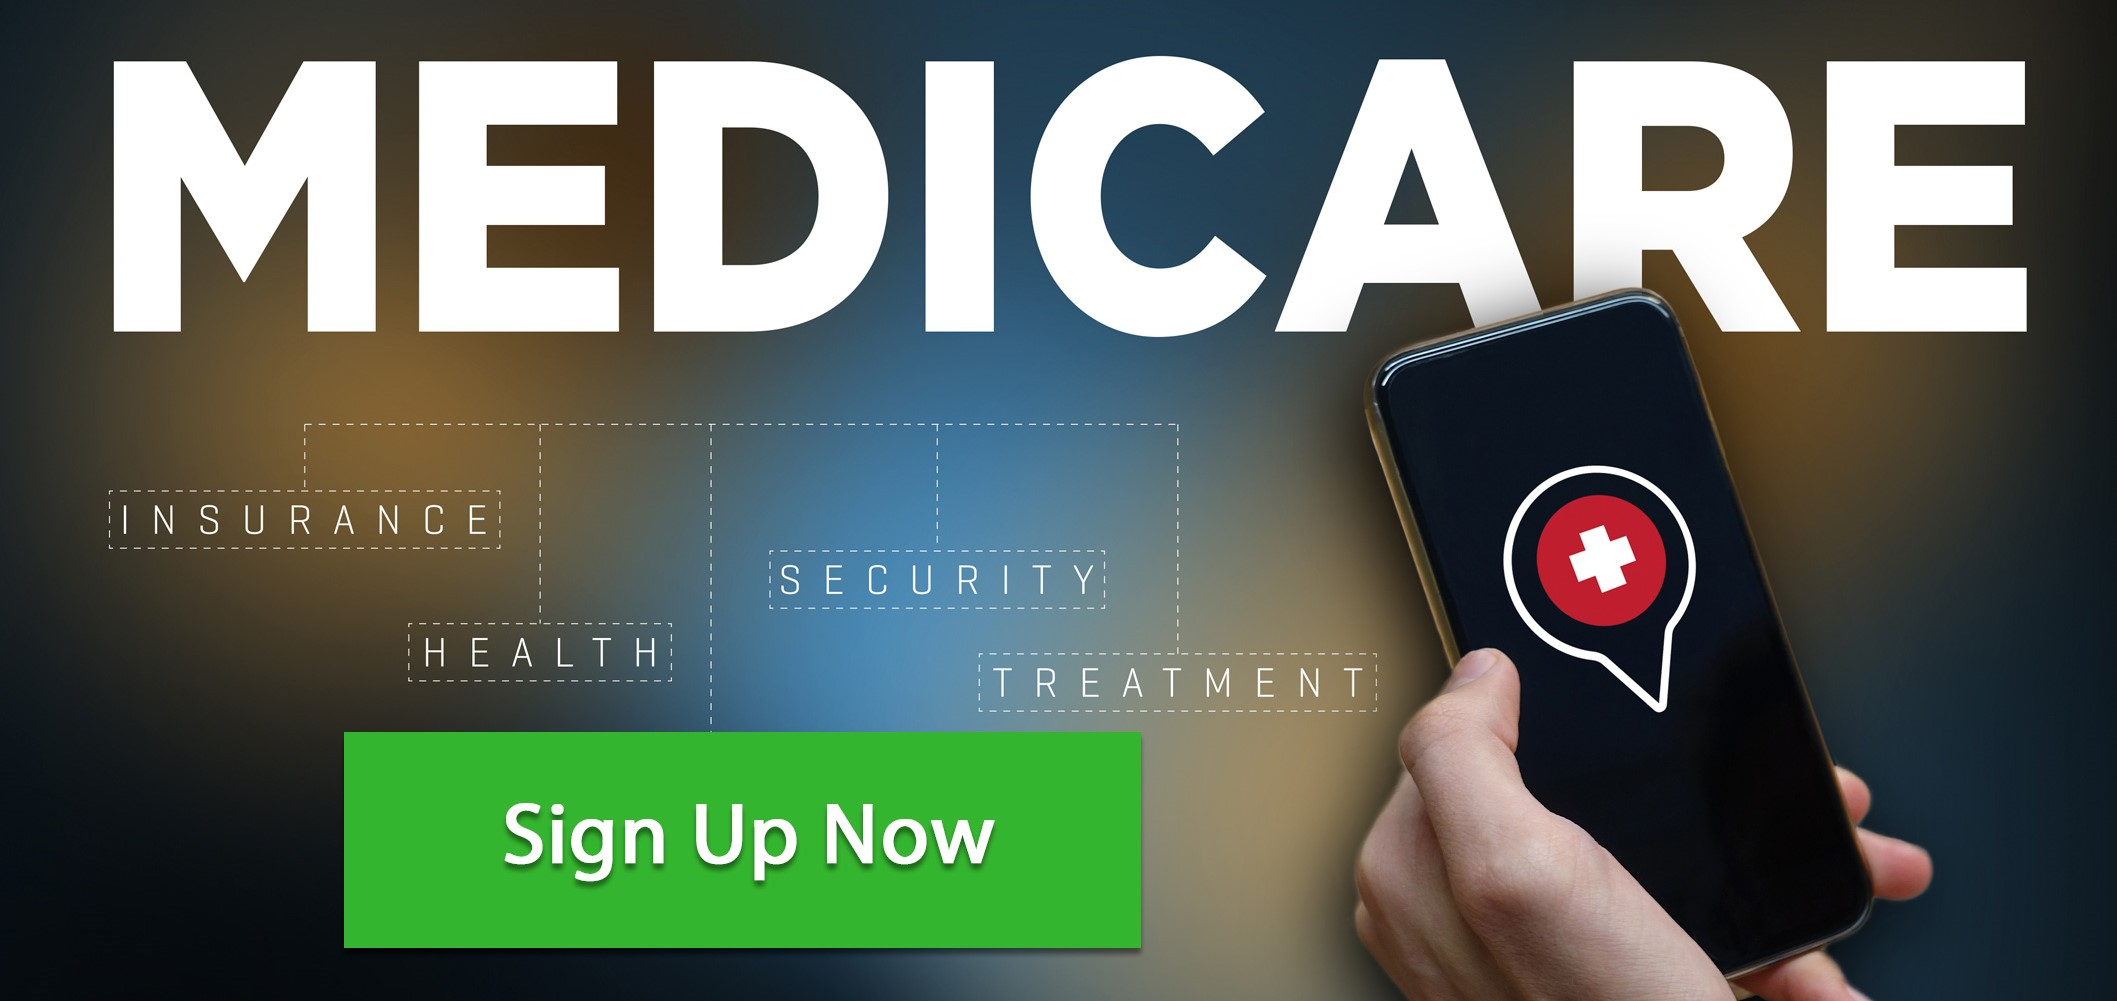 MEDICARE
INSURANCE
SECURITY
HEALTH
TREATMENT
Sign Up Now